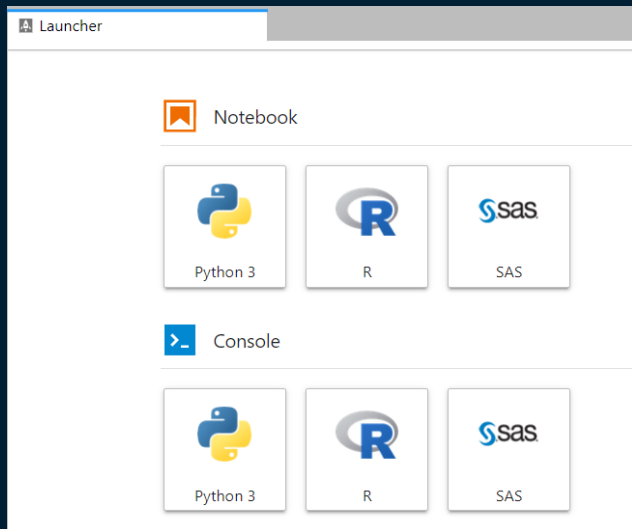 Launcher
Notebook
R sas
Python 3 R SAS
Console
R sas
Python 3 R SAS